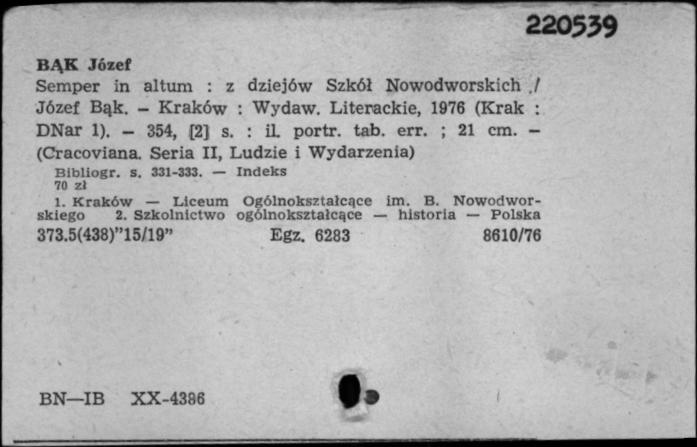 220539
BĄK Józef
Semper in altum : z dziejów Szkół Nowodworskich /
Józef Bąk. — Kraków : Wydaw. Literackie, 1976 (Krak :
DNar 1). — 354, [2] s. : il. portr. tab. err. ; 21 cm. —
(Cracoviana. Seria II, Ludzie i Wydarzenia)
Bibliogr. s. 331-333. — Indeks
70 zł
1. Kraków — Liceum Ogólnokształcące im. B. Nowodwor-
skiego 2. Szkolnictwo ogólnokształcące — historia — Polska
373.5(438)"15/19" Egz. 6283 8610/76
BN—IB XX-4386